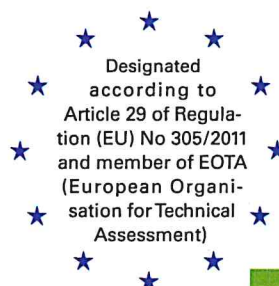 Designated
according to
Article 29 of Regula-
tion (EU) No 305/2011
and member of EOTA
(European Organi-
sation for Technical
Assessment)